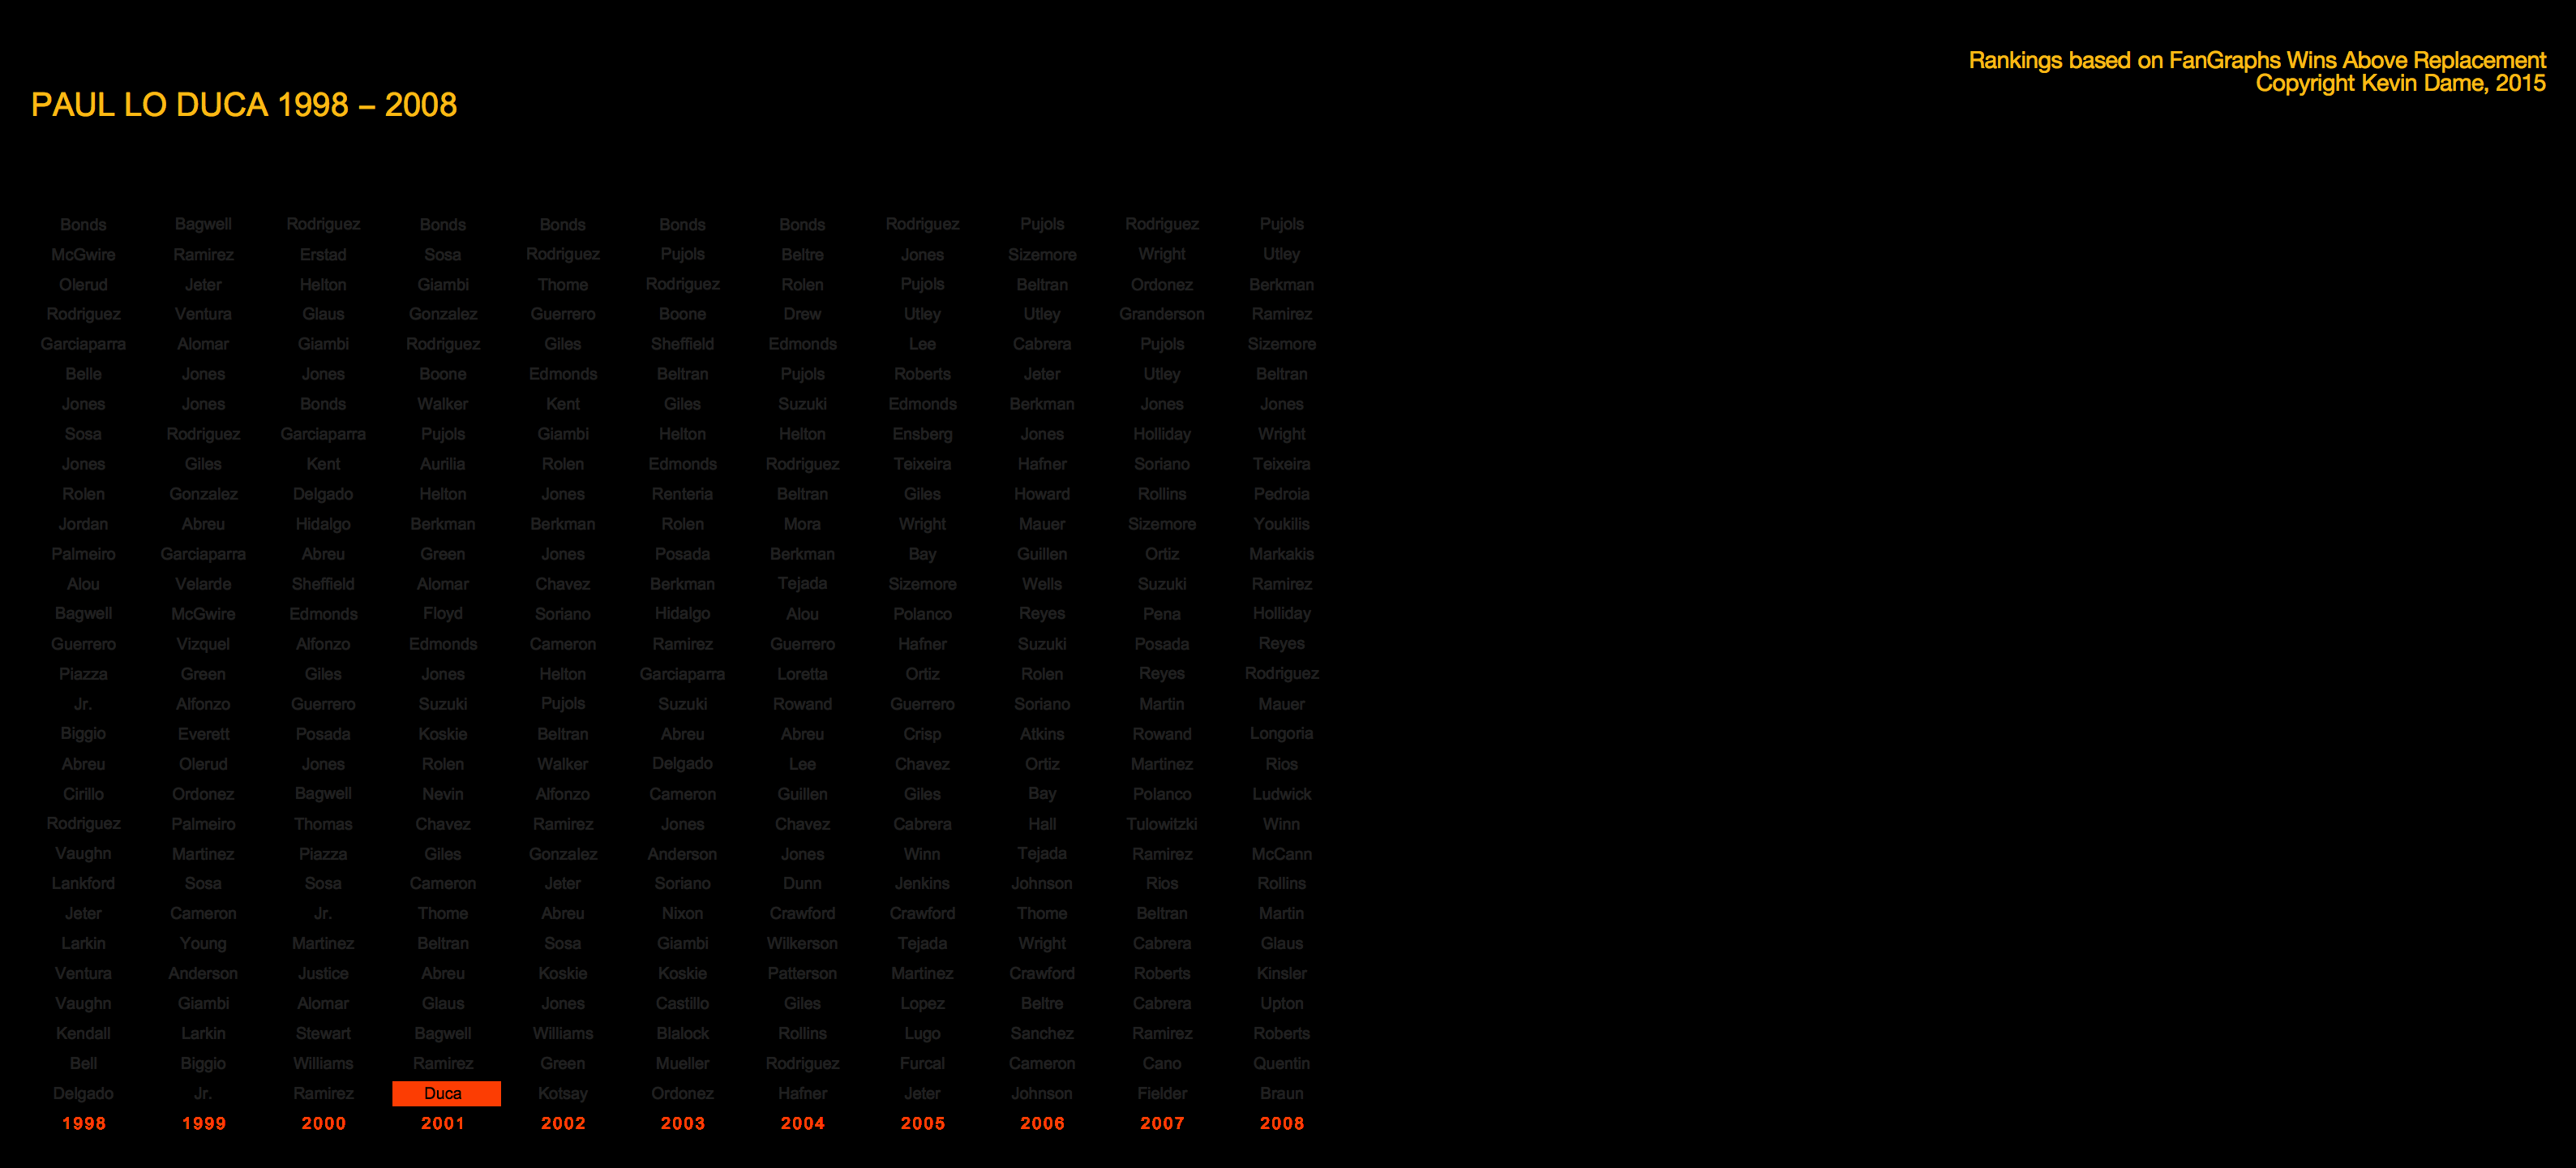 Rankings based on FanGraphs Wins Above Replacement
Copyright Kevin Dame, 2015
PAUL LO DUCA 1998 – 2008
Bonds Bagwell Rodriguez Bonds Bonds Bonds Bonds Rodriguez Pujols Rodriguez Pujols
McGwire Ramirez Erstad Sosa Rodriguez Pujols Beltre Jones Sizemore Wright Utley
Olerud Jeter Helton Giambi Thome Rodriguez Rolen Pujols Beltran Ordonez Berkman
Rodriguez Ventura Glaus Gonzalez Guerrero Boone Drew Utley Utley Granderson Ramirez
Garciaparra Alomar Giambi Rodriguez Giles Sheffield Edmonds Lee Cabrera Pujols Sizemore
Belle Jones Jones Boone Edmonds Beltran Pujols Roberts Jeter Utley Beltran
Jones Jones Bonds Walker Kent Giles Suzuki Edmonds Berkman Jones Jones
Sosa Rodriguez Garciaparra Pujols Giambi Helton Helton Ensberg Jones Holliday Wright
Jones Giles Kent Aurilia Rolen Edmonds Rodriguez Teixeira Hafner Soriano Teixeira
Rolen Gonzalez Delgado Helton Jones Renteria Beltran Giles Howard Rollins Pedroia
Jordan Abreu Hidalgo Berkman Berkman Rolen Mora Wright Mauer Sizemore Youkilis
Palmeiro Garciaparra Abreu Green Jones Posada Berkman Bay Guillen Ortiz Markakis
Alou Velarde Sheffield Alomar Chavez Berkman Tejada Sizemore Wells Suzuki Ramirez
Bagwell McGwire Edmonds Floyd Soriano Hidalgo Alou Polanco Reyes Pena Holliday
Guerrero Vizquel Alfonzo Edmonds Cameron Ramirez Guerrero Hafner Suzuki Posada Reyes
Piazza Green Giles Jones Helton Garciaparra Loretta Ortiz Rolen Reyes Rodriguez
Jr. Alfonzo Guerrero Suzuki Pujols Suzuki Rowand Guerrero Soriano Martin Mauer
Biggio Everett Posada Koskie Beltran Abreu Abreu Crisp Atkins Rowand Longoria
Abreu Olerud Jones Rolen Walker Delgado Lee Chavez Ortiz Martinez Rios
Cirillo Ordonez Bagwell Nevin Alfonzo Cameron Guillen Giles Bay Polanco Ludwick
Rodriguez Palmeiro Thomas Chavez Ramirez Jones Chavez Cabrera Hall Tulowitzki Winn
Vaughn Martinez Piazza Giles Gonzalez Anderson Jones Winn Tejada Ramirez McCann
Lankford Sosa Sosa Cameron Jeter Soriano Dunn Jenkins Johnson Rios Rollins
Jeter Cameron Jr. Thome Abreu Nixon Crawford Crawford Thome Beltran Martin
Larkin Young Martinez Beltran Sosa Giambi Wilkerson Tejada Wright Cabrera Glaus
Ventura Anderson Justice Abreu Koskie Koskie Patterson Martinez Crawford Roberts Kinsler
Vaughn Giambi Alomar Glaus Jones Castillo Giles Lopez Beltre Cabrera Upton
Kendall Larkin Stewart Bagwell Williams Blalock Rollins Lugo Sanchez Ramirez Roberts
Bell Biggio Williams Ramirez Green Mueller Rodriguez Furcal Cameron Cano Quentin
Delgado Jr. Ramirez Duca Kotsay Ordonez Hafner Jeter Johnson Fielder Braun
1998 1999 2000 2001 2002 2003 2004 2005 2006 2007 2008